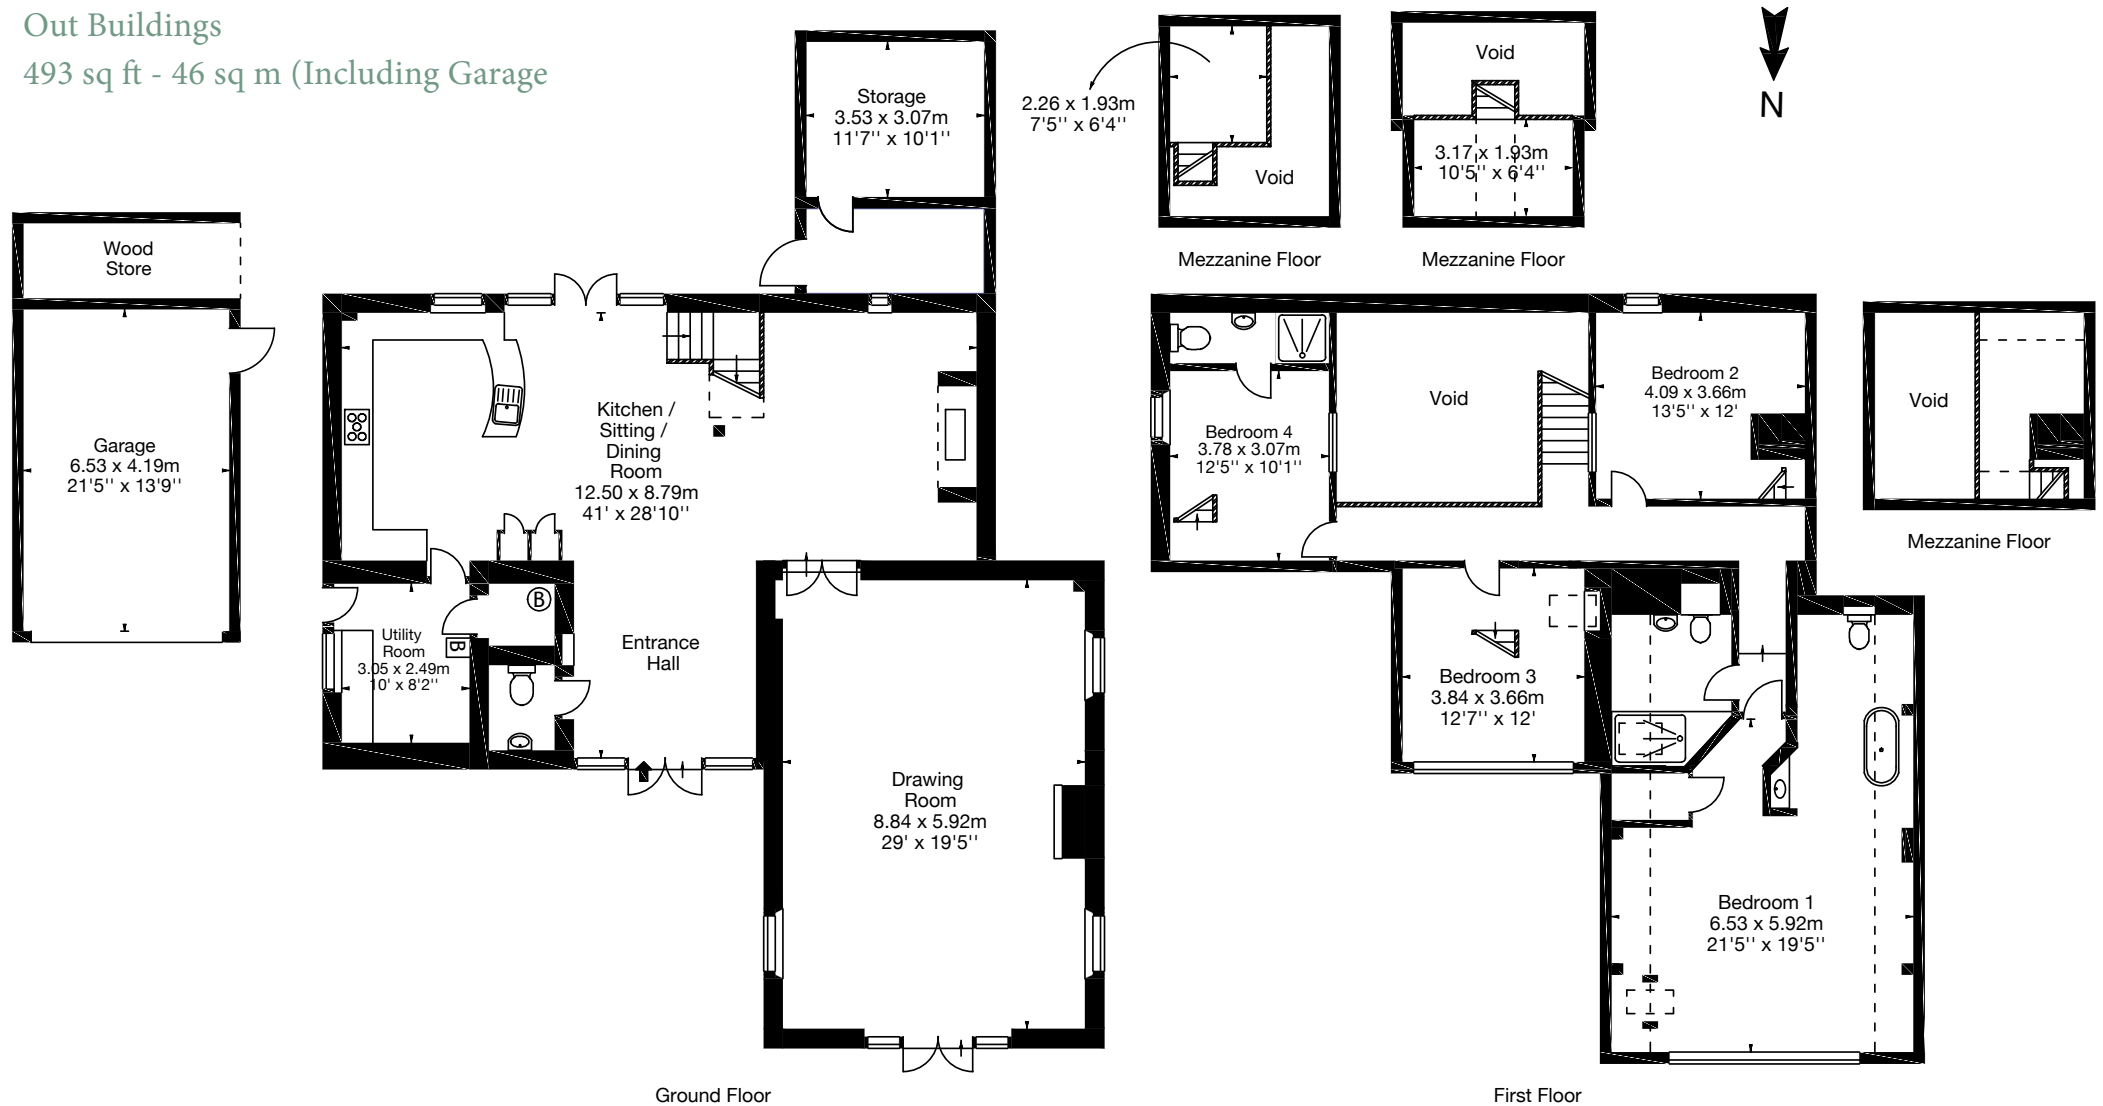 Out Buildings
493 sq ft - 46 sq m (Including Garage
Storage
3.53 x 3.07m
11'7'' x 10'1''
2.26 x 1.93m
7'5'' x 6'4''
Void
Mezzanine Floor
Void
3.17 x 1.93m
10'5'' x 6'4''
Mezzanine Floor
N
Wood
Store
Garage
6.53 x 4.19m
21'5'' x 13'9''
Kitchen /
Sitting /
Dining
Room
12.50 x 8.79m
41' x 28'10''
B
B
Utility
Room
3.05 x 2.49m
10' x 8'2''
Entrance
Hall
Drawing
Room
8.84 x 5.92m
29' x 19'5''
Ground Floor
Bedroom 4
3.78 x 3.07m
12'5'' x 10'1''
Void
Bedroom 2
4.09 x 3.66m
13'5'' x 12'
Void
Mezzanine Floor
Bedroom 3
3.84 x 3.66m
12'7'' x 12'
Bedroom 1
6.53 x 5.92m
21'5'' x 19'5''
First Floor